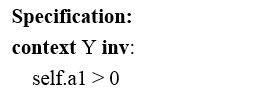 Specification:
context Y inv:
self.a1 > 0